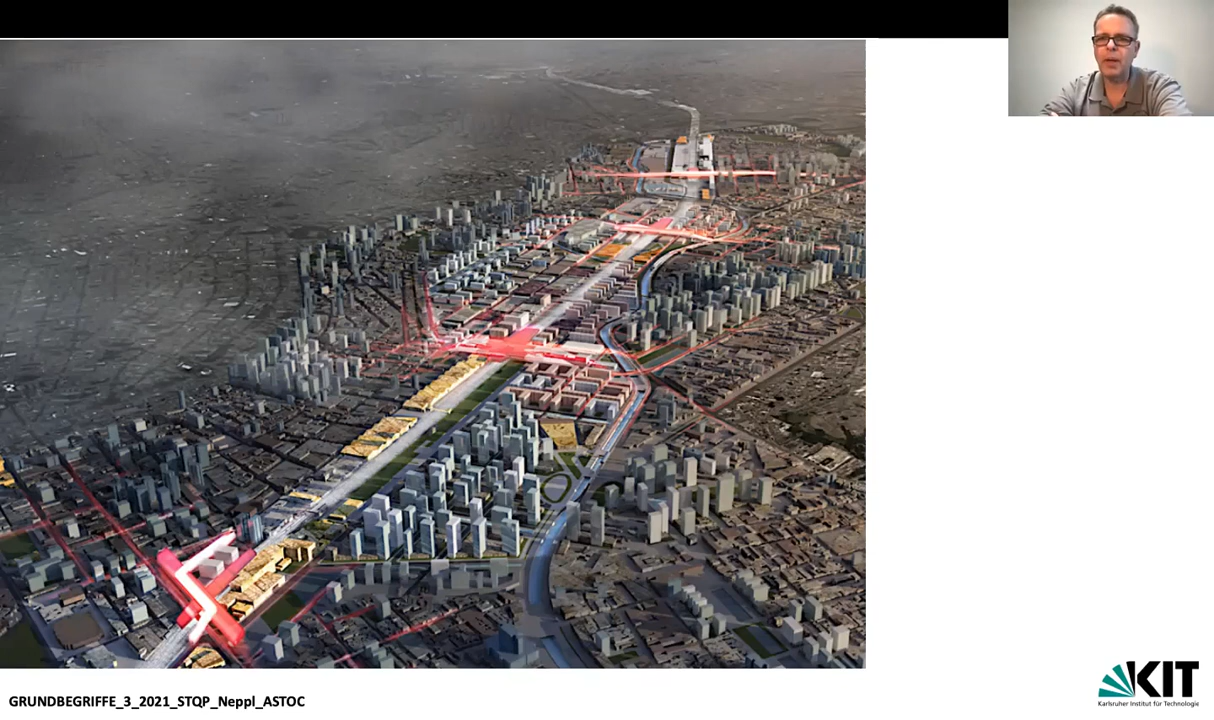 GRUNDBEGRIFFE_3_2021_STQP_Neppl_ASTOC
KIT
Karlsruher Institut für Technologie